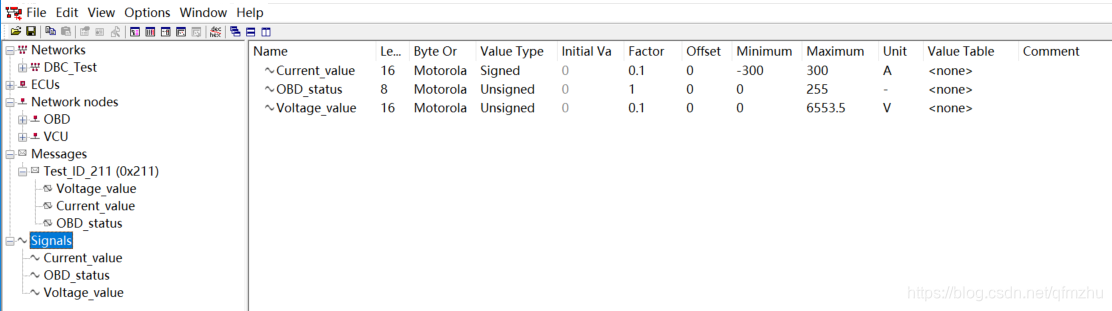 File Edit View Options Window Help
Networks
DBC_Test
ECUs
Network nodes
OBD
VCU
Messages
Test_ID_211 (0x211)
Voltage_value
Current_value
OBD_status
Signals
Current_value
OBD_status
Voltage_value
Name Le... Byte Or Value Type Initial Va Factor Offset Minimum Maximum Unit Value Table Comment
Current_value 16 Motorola Signed 0 0.1 0 -300 300 A <none>
OBD_status 8 Motorola Unsigned 0 1 0 0 255 - <none>
Voltage_value 16 Motorola Unsigned 0 0.1 0 0 6553.5 V <none>
https://blog.csdn.net/qfmzhu